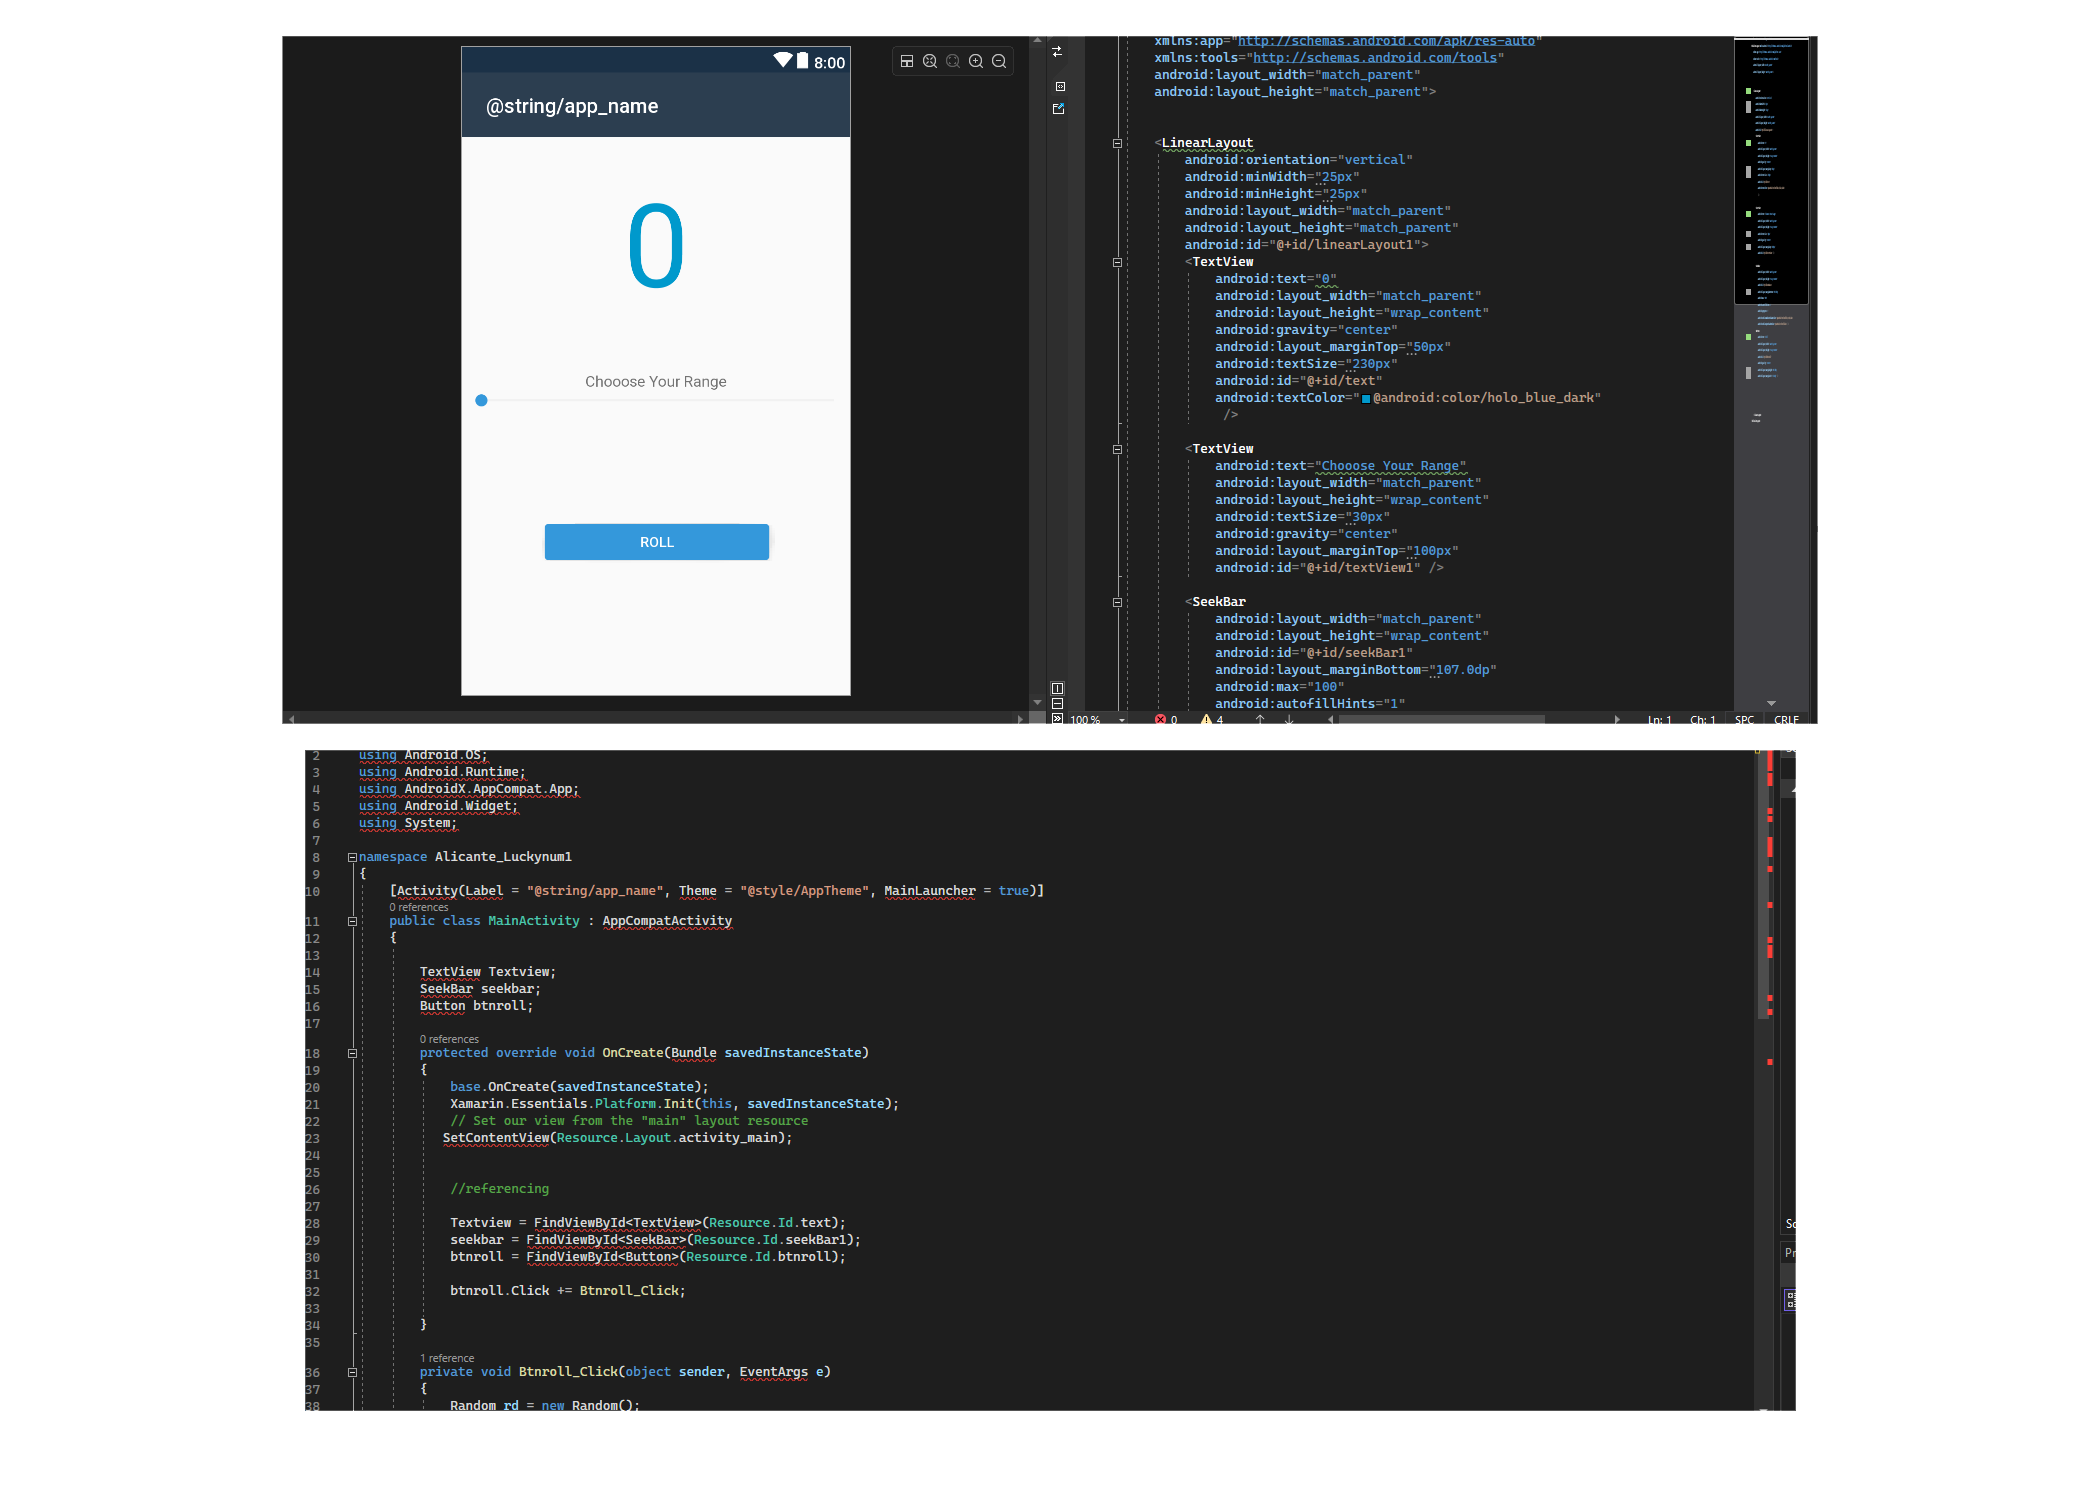 8:00
@string/app_name
0
Chooose Your Range
ROLL
xmlns:app="http://schemas.android.com/apk/res-auto"
xmlns:tools="http://schemas.android.com/tools"
android:layout_width="match_parent"
android:layout_height="match_parent">
<LinearLayout
android:orientation="vertical"
android:minWidth="25px"
android:minHeight="25px"
android:layout_width="match_parent"
android:layout_height="match_parent"
android:id="@+id/linearLayout1">
<TextView
android:text="0"
android:layout_width="match_parent"
android:layout_height="wrap_content"
android:gravity="center"
android:layout_marginTop="50px"
android:textSize="230px"
android:id="@+id/text"
android:textColor="@android:color/holo_blue_dark"
/>
<TextView
android:text="Chooose Your Range"
android:layout_width="match_parent"
android:layout_height="wrap_content"
android:textSize="30px"
android:gravity="center"
android:layout_marginTop="100px"
android:id="@+id/textView1" />
<SeekBar
android:layout_width="match_parent"
android:layout_height="wrap_content"
android:id="@+id/seekBar1"
android:layout_marginBottom="107.0dp"
android:max="100"
android:autofillHints="1"
100 % 0 4 Ln: 1 Ch: 1 SPC CRLF
2 using Android.OS;
3 using Android.Runtime;
4 using AndroidX.AppCompat.App;
5 using Android.Widget;
6 using System;
7
8 namespace Alicante_Luckynum1
9 {
10 [Activity(Label = "@string/app_name", Theme = "@style/AppTheme", MainLauncher = true)]
0 references
11 public class MainActivity : AppCompatActivity
12 {
13
14 TextView Textview;
15 SeekBar seekbar;
16 Button btnroll;
17
0 references
18 protected override void OnCreate(Bundle savedInstanceState)
19 {
20 base.OnCreate(savedInstanceState);
21 Xamarin.Essentials.Platform.Init(this, savedInstanceState);
22 // Set our view from the "main" layout resource
23 SetContentView(Resource.Layout.activity_main);
24
25
26 //referencing
27
28 Textview = FindViewById<TextView>(Resource.Id.text);
29 seekbar = FindViewById<SeekBar>(Resource.Id.seekBar1);
30 btnroll = FindViewById<Button>(Resource.Id.btnroll);
31
32 btnroll.Click += Btnroll_Click;
33
34 }
35
1 reference
36 private void Btnroll_Click(object sender, EventArgs e)
37 {
38 Random rd = new Random();